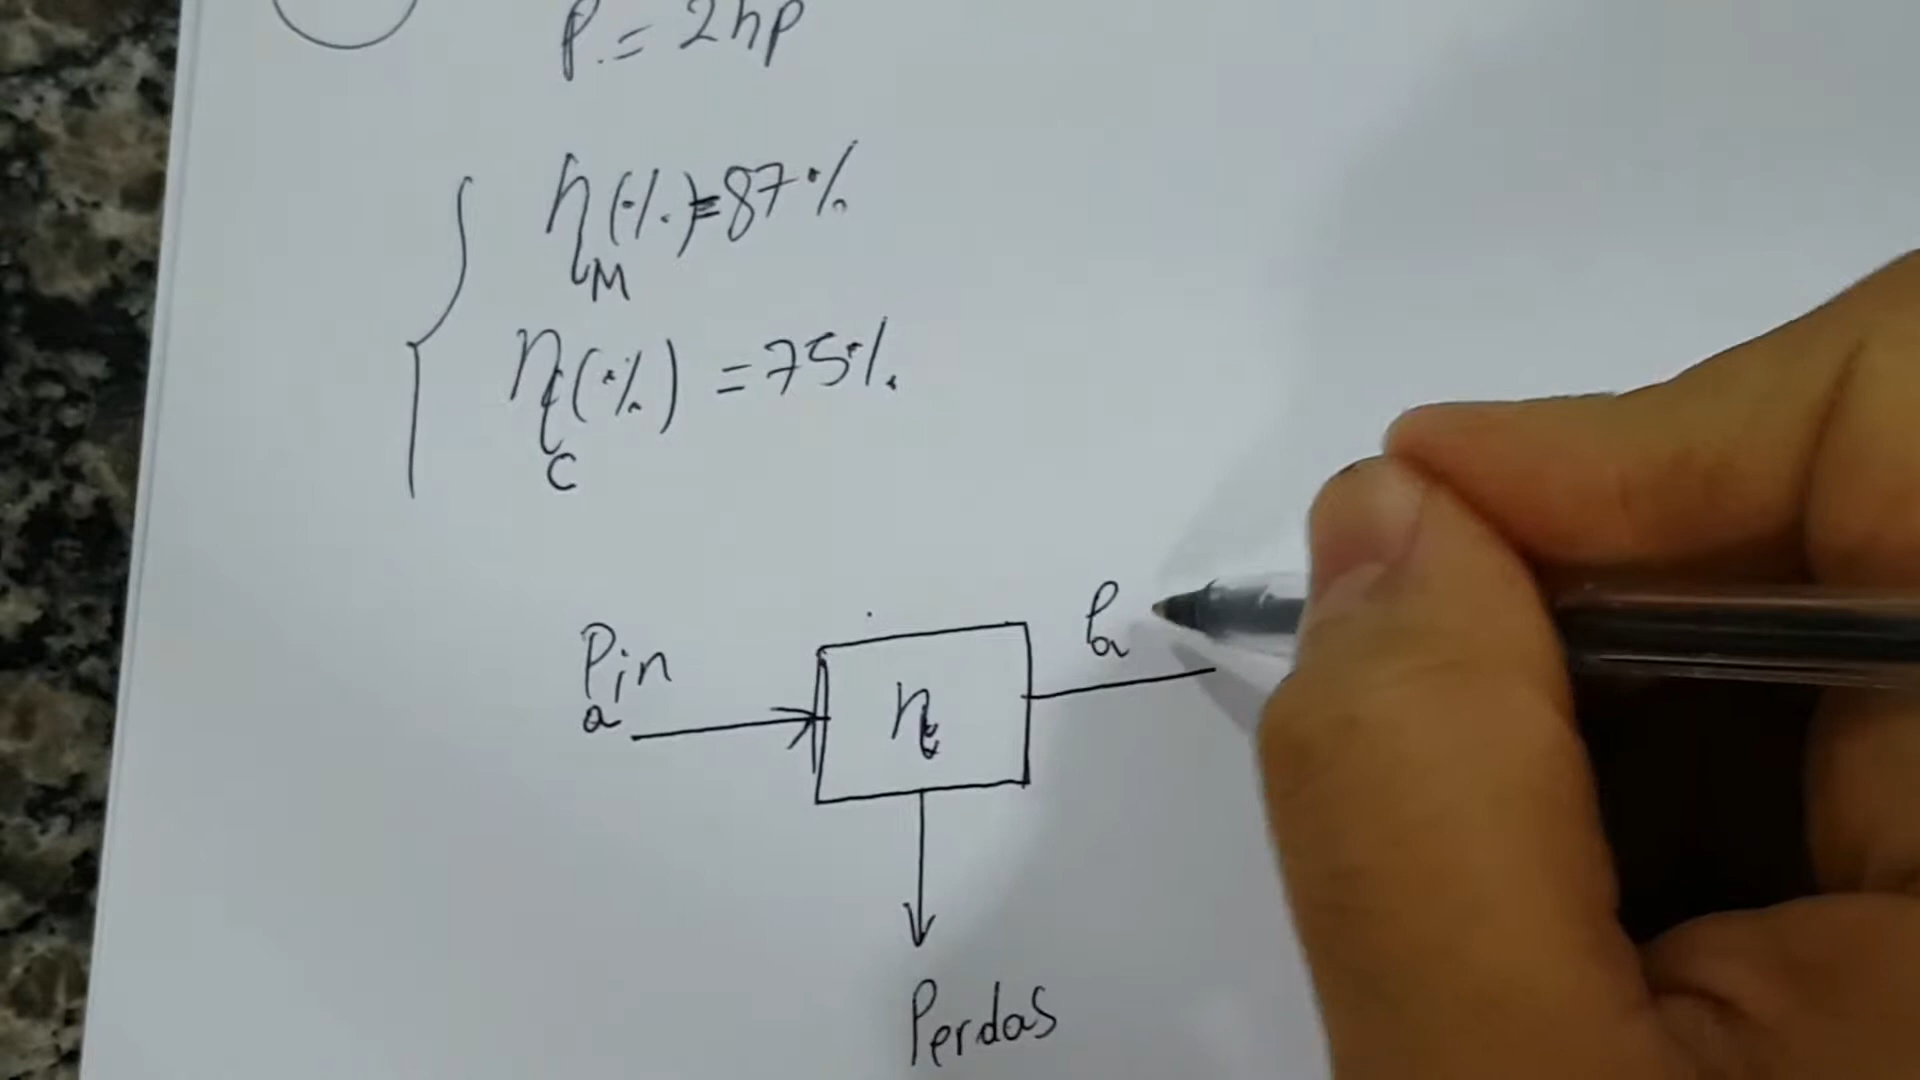 P = 2hp
η(%)=87%
M
η(%) = 75%
C
Pin
a
η
Pa
Perdas